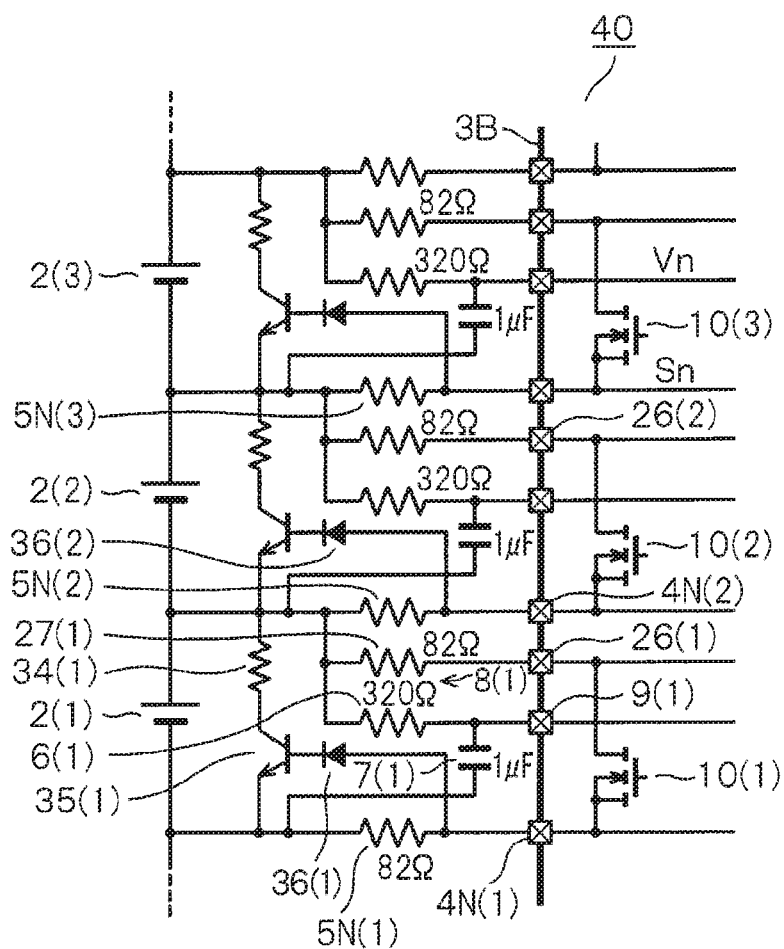 40
3B
82Ω
320Ω
Vn
2(3)
1μF
10(3)
Sn
5N(3)
82Ω
26(2)
320Ω
2(2)
36(2)
1μF
10(2)
5N(2)
4N(2)
27(1)
82Ω
26(1)
34(1)
8(1)
320Ω
9(1)
2(1)
6(1)
7(1)
1μF
35(1)
10(1)
36(1)
82Ω
4N(1)
5N(1)